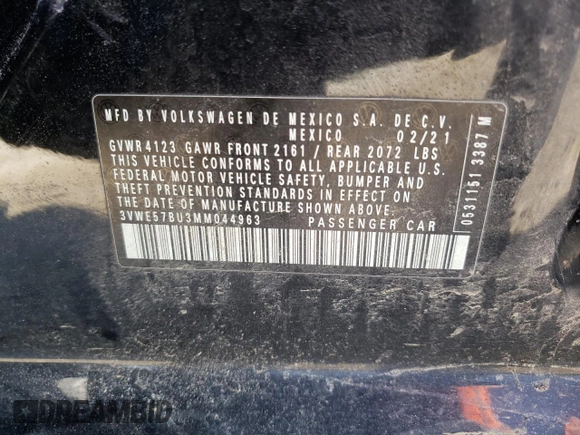 MFD BY VOLKSWAGEN DE MEXICO S.A. DE C.V.
MEXICO 02/21
GVWR 4123 GAWR FRONT 2161 / REAR 2072 LBS
THIS VEHICLE CONFORMS TO ALL APPLICABLE U.S.
FEDERAL MOTOR VEHICLE SAFETY, BUMPER AND
THEFT PREVENTION STANDARDS IN EFFECT ON
THE DATE OF MANUFACTURE SHOWN ABOVE.
3VWE57BU3MM044963 PASSENGER CAR
0531151 3387 M
DREAMBID